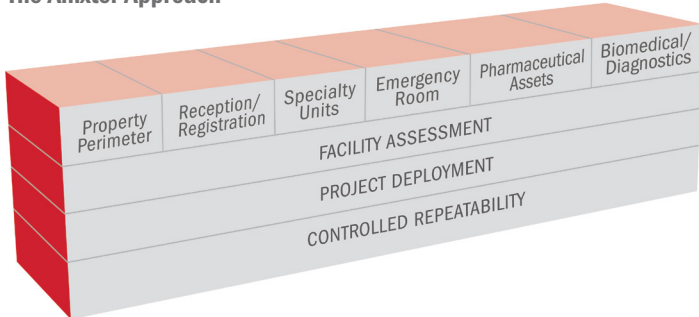 The Anixter Approach
Property
Perimeter
Reception/
Registration
Specialty
Units
Emergency
Room
Pharmaceutical
Assets
Biomedical/
Diagnostics
FACILITY ASSESSMENT
PROJECT DEPLOYMENT
CONTROLLED REPEATABILITY